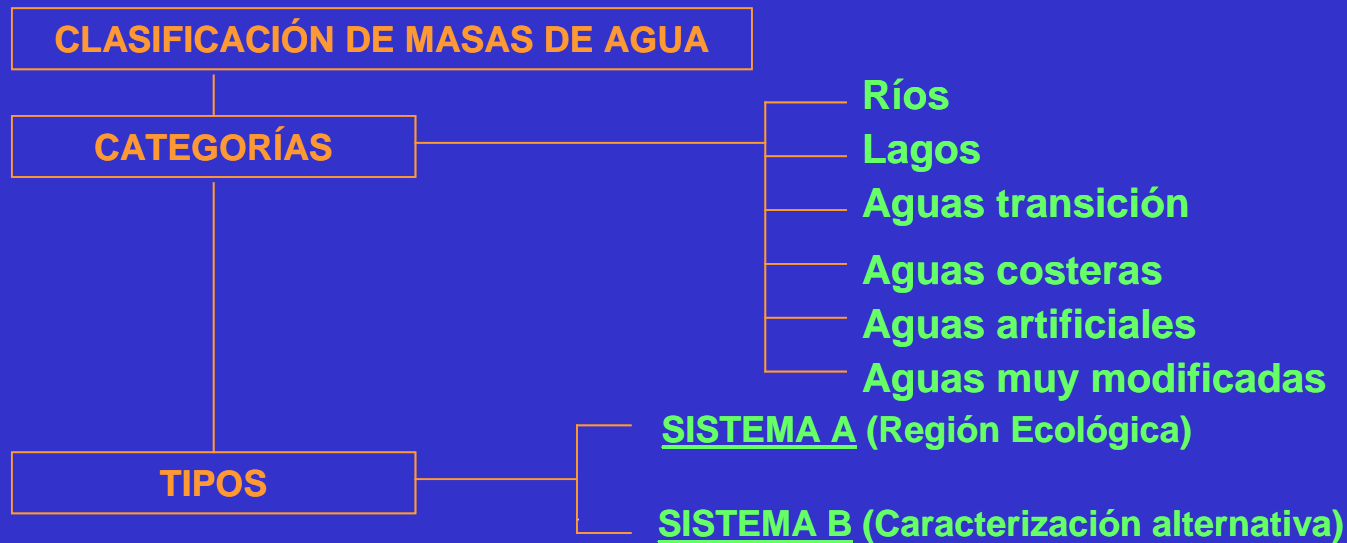 CLASIFICACIÓN DE MASAS DE AGUA
CATEGORÍAS
Ríos
Lagos
Aguas transición
Aguas costeras
Aguas artificiales
Aguas muy modificadas
TIPOS
SISTEMA A (Región Ecológica)
SISTEMA B (Caracterización alternativa)